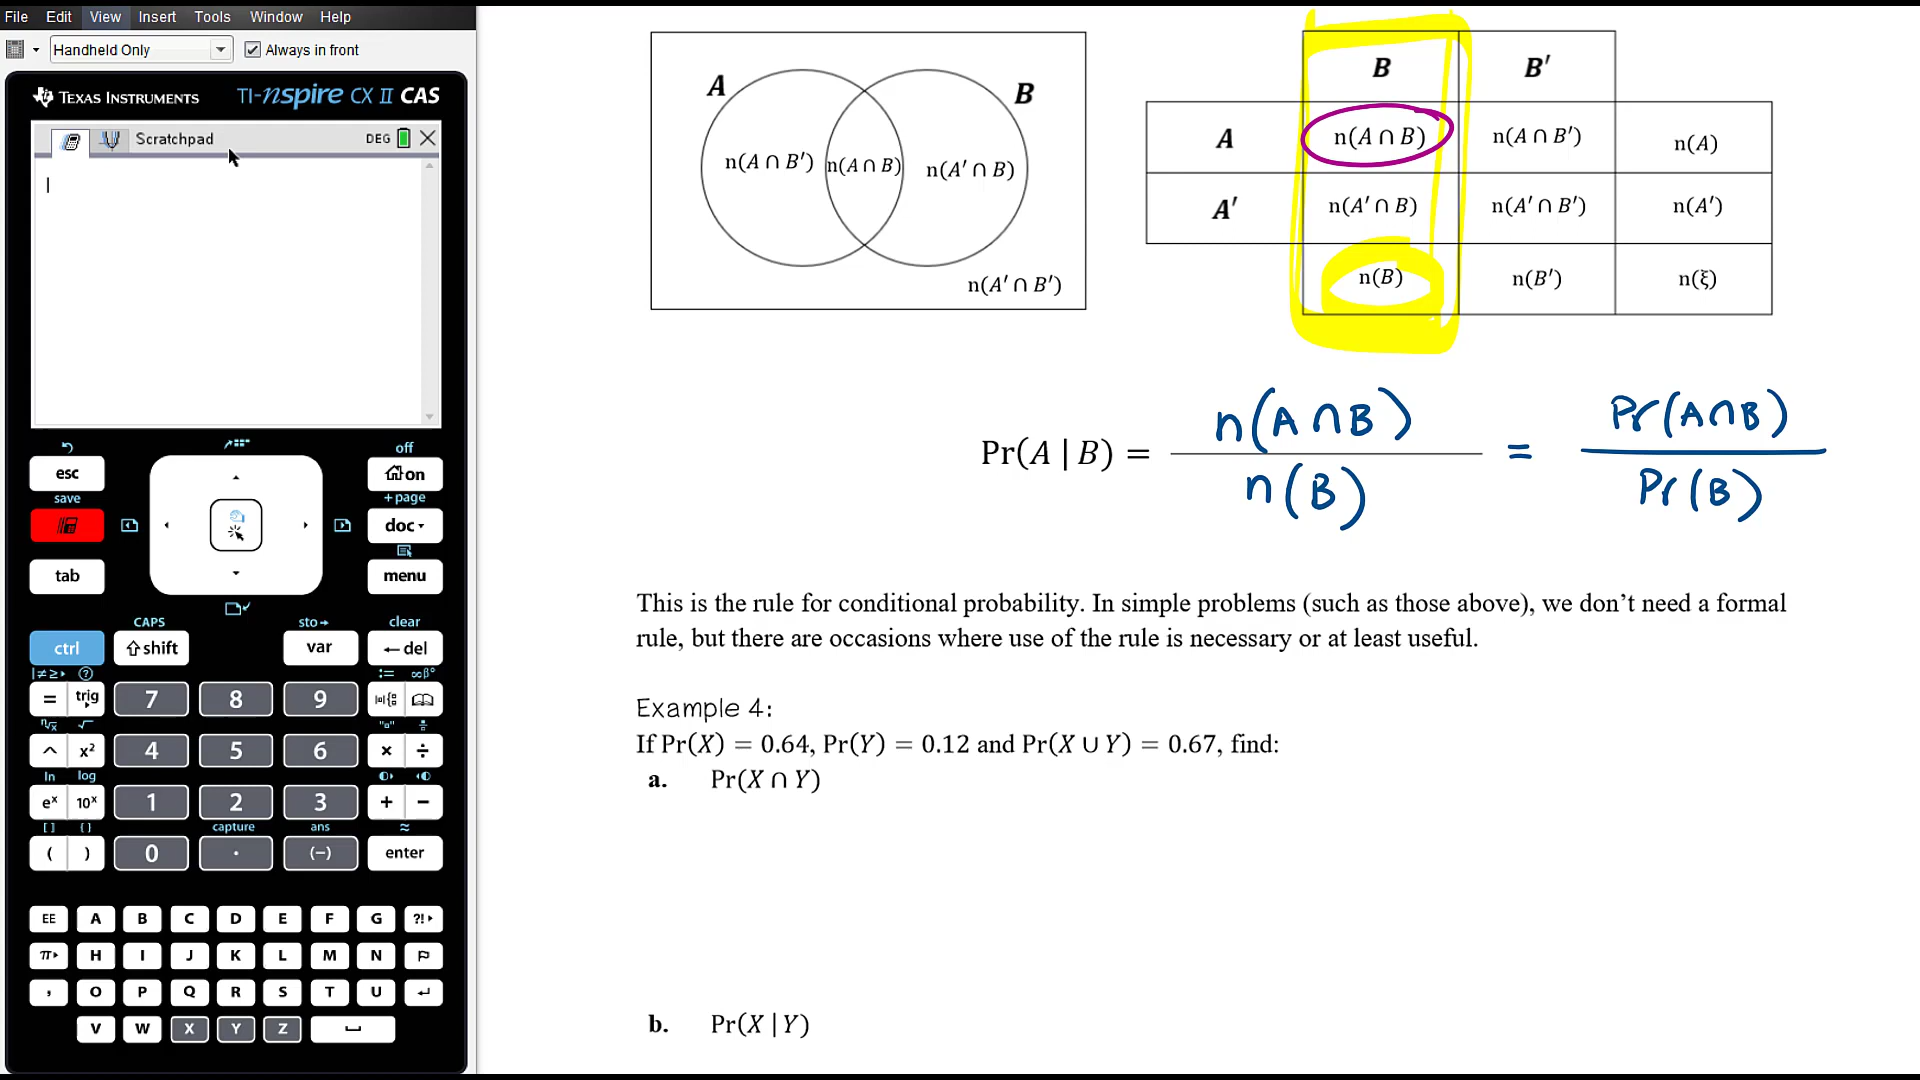 File Edit View Insert Tools Window Help
Handheld Only Always in front
TEXAS INSTRUMENTS TI-nspire CX II CAS
Scratchpad DEG
off
esc on
save +page
doc
tab menu
CAPS sto→ clear
ctrl shift var ←del
= trig 7 8 9
^ x² 4 5 6 × ÷
ln log
eˣ 10ˣ 1 2 3 + −
[ ] { } capture ans ≈
( ) 0 . (−) enter
EE A B C D E F G ?!
π H I J K L M N
, O P Q R S T U
V W X Y Z
A B
n(A ∩ B′) n(A ∩ B) n(A′ ∩ B)
n(A′ ∩ B′)
B B′
A n(A ∩ B) n(A ∩ B′) n(A)
A′ n(A′ ∩ B) n(A′ ∩ B′) n(A′)
n(B) n(B′) n(ξ)
Pr(A | B) = n(A ∩ B) / n(B) = Pr(A ∩ B) / Pr(B)
This is the rule for conditional probability. In simple problems (such as those above), we don’t need a formal
rule, but there are occasions where use of the rule is necessary or at least useful.
Example 4:
If Pr(X) = 0.64, Pr(Y) = 0.12 and Pr(X ∪ Y) = 0.67, find:
a. Pr(X ∩ Y)
b. Pr(X | Y)